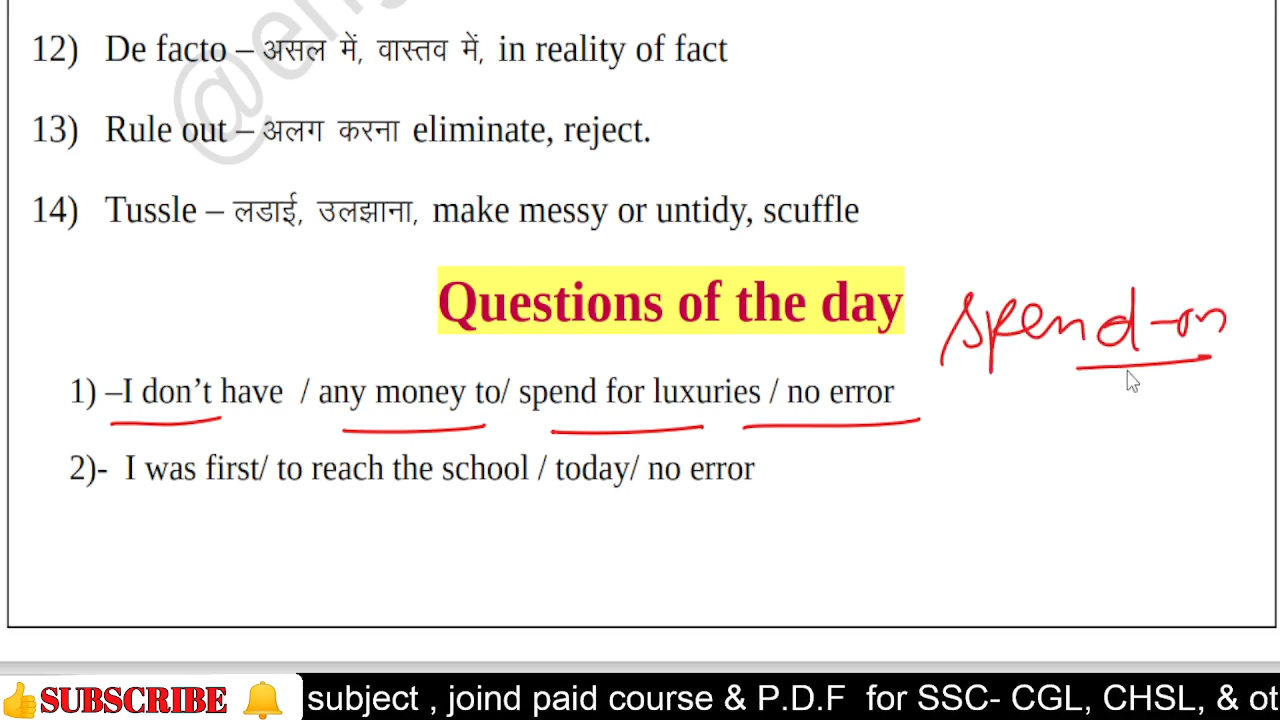 12) De facto – असल में, वास्तव में, in reality of fact
13) Rule out – अलग करना eliminate, reject.
14) Tussle – लडाई, उलझाना, make messy or untidy, scuffle
Questions of the day
spend-on
1) –I don’t have / any money to/ spend for luxuries / no error
2)- I was first/ to reach the school / today/ no error
SUBSCRIBE subject , joind paid course & P.D.F for SSC- CGL, CHSL, & ot